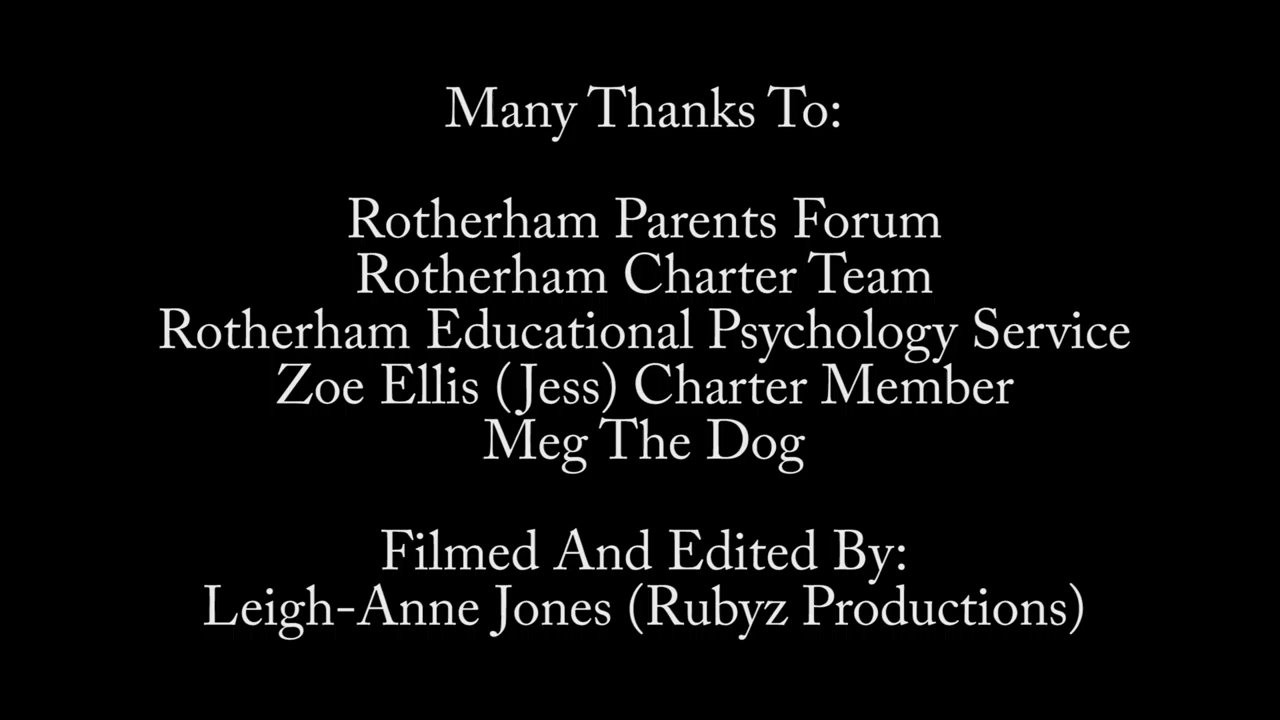 Many Thanks To:
Rotherham Parents Forum
Rotherham Charter Team
Rotherham Educational Psychology Service
Zoe Ellis (Jess) Charter Member
Meg The Dog
Filmed And Edited By:
Leigh-Anne Jones (Rubyz Productions)